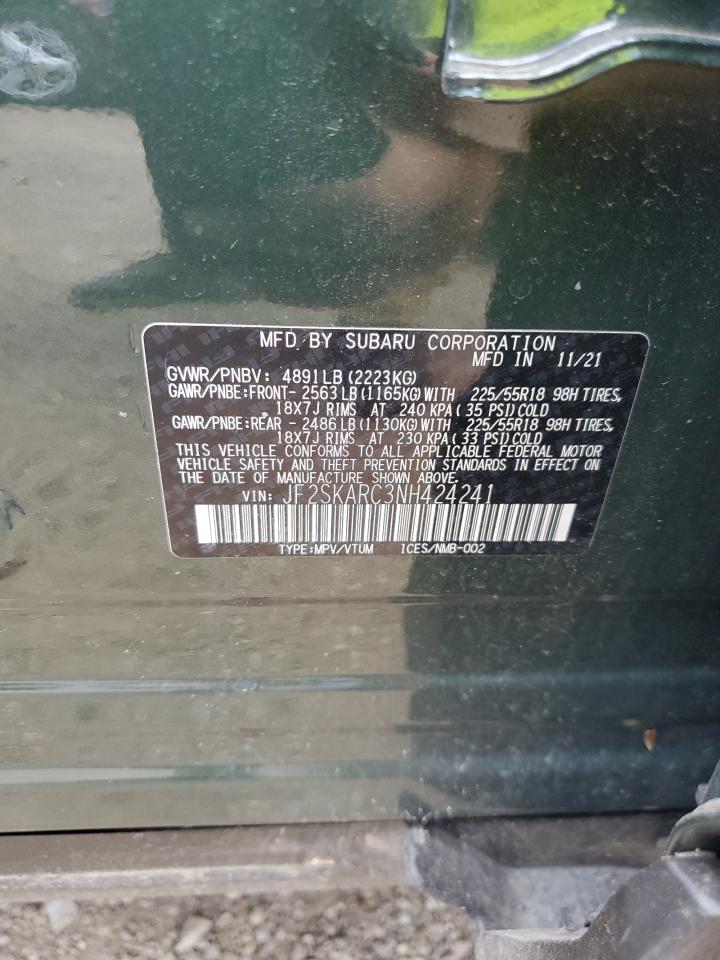 MFD BY SUBARU CORPORATION
MFD IN 11/21
GVWR/PNBV: 4891LB (2223KG)
GAWR/PNBE:FRONT- 2563LB (1165KG) WITH 225/55R18 98H TIRES,
18X7J RIMS AT 240 KPA ( 35 PSI) COLD
GAWR/PNBE:REAR - 2486LB (1130KG) WITH 225/55R18 98H TIRES,
18X7J RIMS AT 230 KPA ( 33 PSI) COLD
THIS VEHICLE CONFORMS TO ALL APPLICABLE FEDERAL MOTOR
VEHICLE SAFETY AND THEFT PREVENTION STANDARDS IN EFFECT ON
THE DATE OF MANUFACTURE SHOWN ABOVE.
VIN: JF2SKARC3NH424241
TYPE:MPV/VTUM ICES/NMB-002